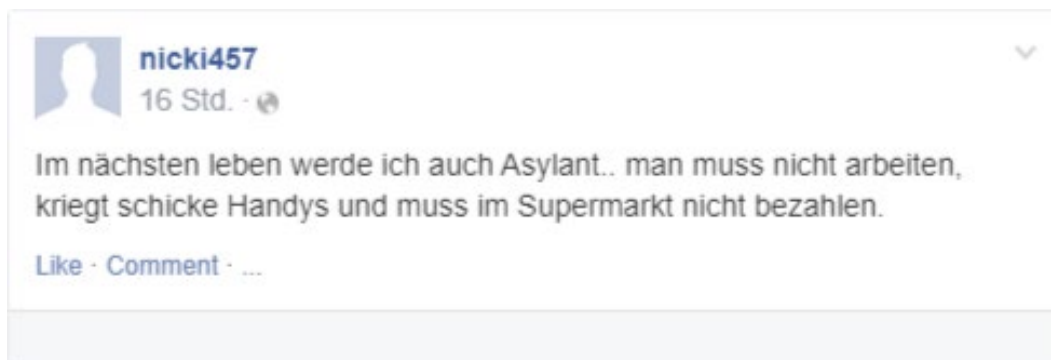 nicki457
16 Std. ·
Im nächsten leben werde ich auch Asylant.. man muss nicht arbeiten,
kriegt schicke Handys und muss im Supermarkt nicht bezahlen.
Like · Comment · ...